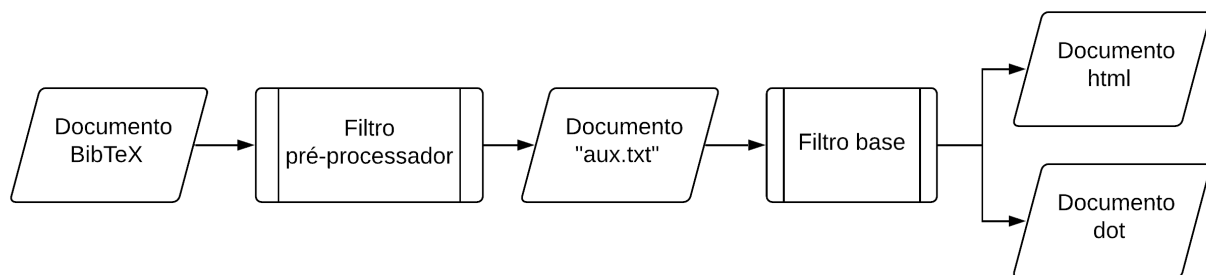 Documento
BibTeX
Filtro
pré-processador
Documento
"aux.txt"
Filtro base
Documento
html
Documento
dot